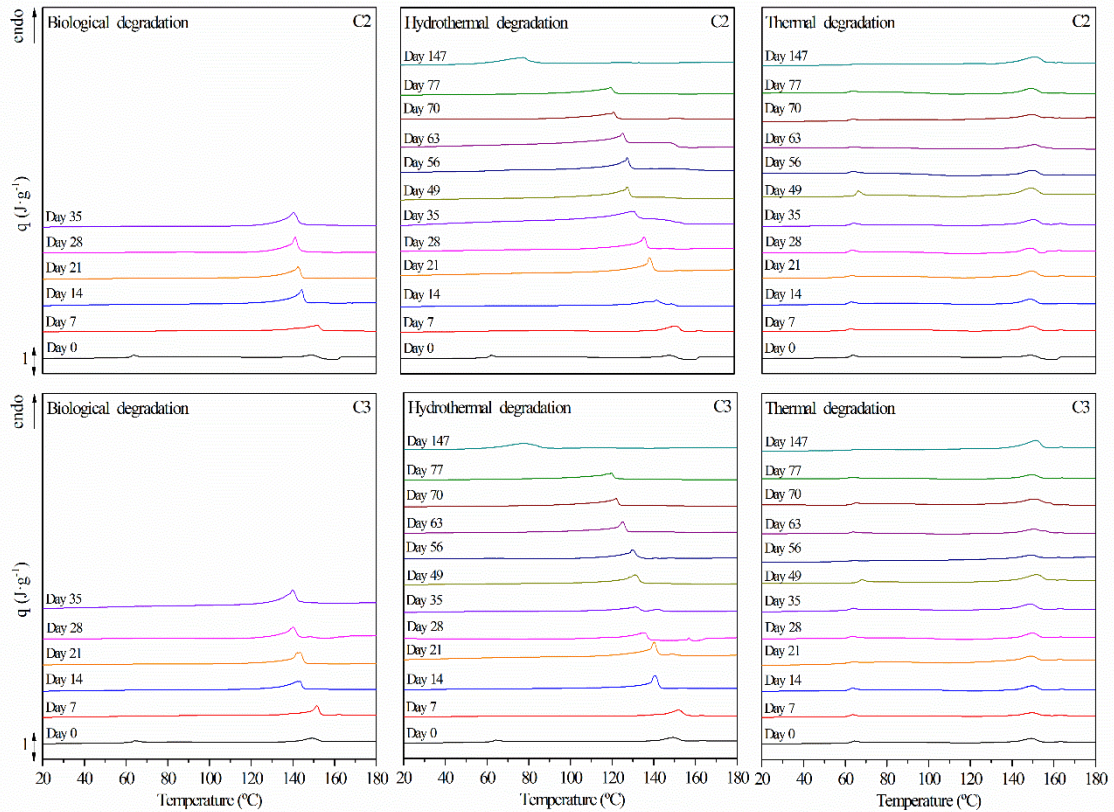 endo
q (J·g⁻¹)
1
Biological degradation C2
Day 35
Day 28
Day 21
Day 14
Day 7
Day 0
Hydrothermal degradation C2
Day 147
Day 77
Day 70
Day 63
Day 56
Day 49
Day 35
Day 28
Day 21
Day 14
Day 7
Day 0
Thermal degradation C2
Day 147
Day 77
Day 70
Day 63
Day 56
Day 49
Day 35
Day 28
Day 21
Day 14
Day 7
Day 0
endo
q (J·g⁻¹)
1
Biological degradation C3
Day 35
Day 28
Day 21
Day 14
Day 7
Day 0
20 40 60 80 100 120 140 160 180
Temperature (ºC)
Hydrothermal degradation C3
Day 147
Day 77
Day 70
Day 63
Day 56
Day 49
Day 35
Day 28
Day 21
Day 14
Day 7
Day 0
20 40 60 80 100 120 140 160 180
Temperature (ºC)
Thermal degradation C3
Day 147
Day 77
Day 70
Day 63
Day 56
Day 49
Day 35
Day 28
Day 21
Day 14
Day 7
Day 0
20 40 60 80 100 120 140 160 180
Temperature (ºC)